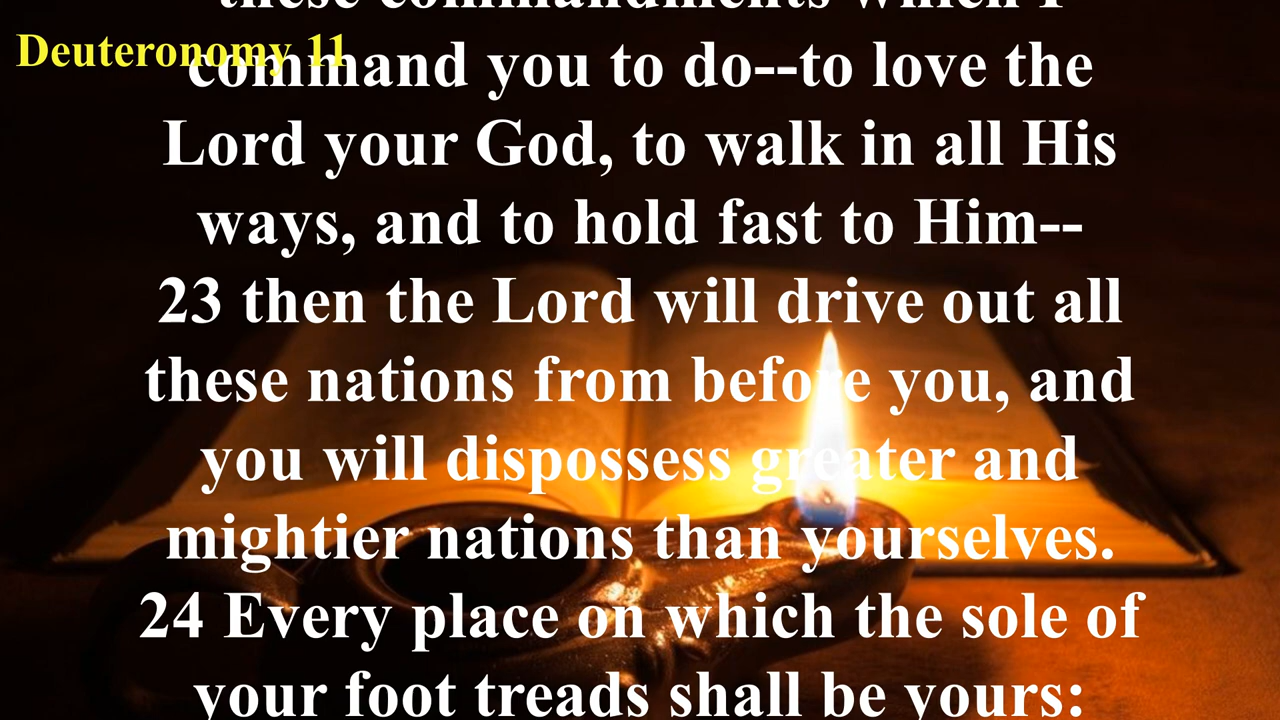 these commandments which I
Deuteronomy 11
command you to do--to love the
Lord your God, to walk in all His
ways, and to hold fast to Him--
23 then the Lord will drive out all
these nations from before you, and
you will dispossess greater and
mightier nations than yourselves.
24 Every place on which the sole of
your foot treads shall be yours: